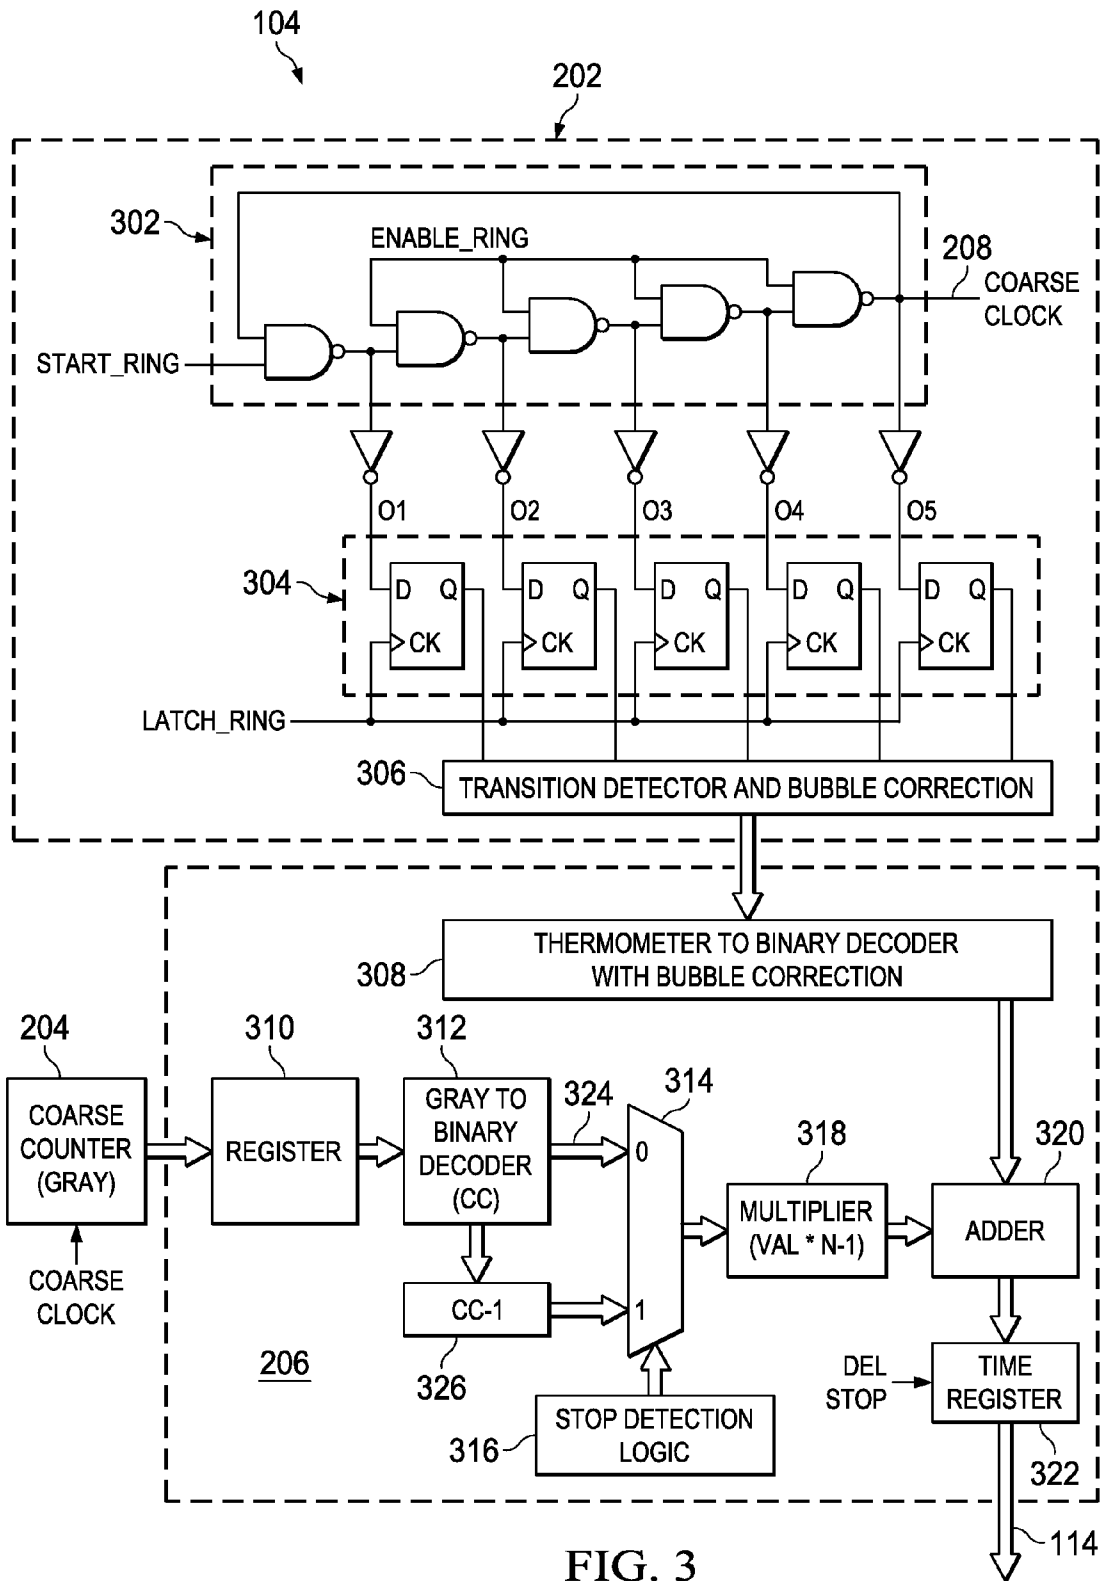 104
202
302
ENABLE_RING
208
COARSE
CLOCK
START_RING
O1
O2
O3
O4
O5
304
D Q
CK
D Q
CK
D Q
CK
D Q
CK
D Q
CK
LATCH_RING
306
TRANSITION DETECTOR AND BUBBLE CORRECTION
308
THERMOMETER TO BINARY DECODER
WITH BUBBLE CORRECTION
204
COARSE
COUNTER
(GRAY)
COARSE
CLOCK
310
REGISTER
312
GRAY TO
BINARY
DECODER
(CC)
324
314
0
1
CC-1
326
206
316
STOP DETECTION
LOGIC
318
MULTIPLIER
(VAL * N-1)
320
ADDER
DEL
STOP
TIME
REGISTER
322
114
FIG. 3